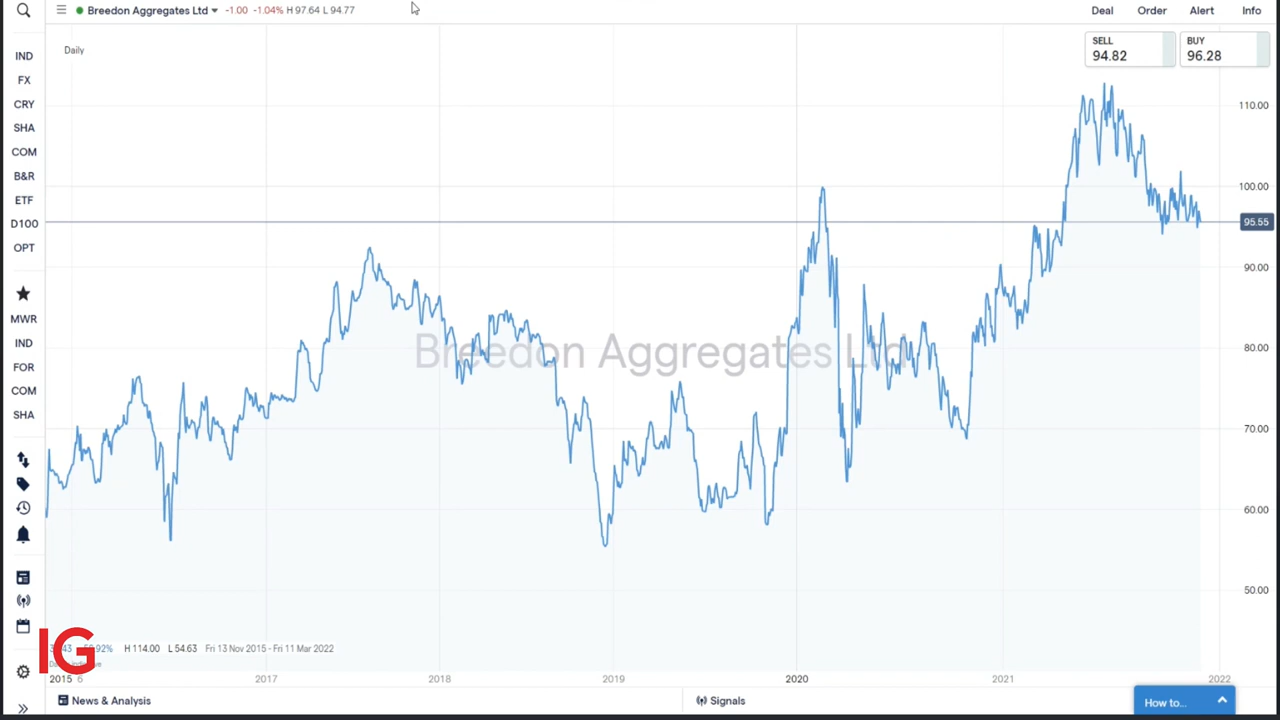 Breedon Aggregates Ltd -1.00 -1.04% H 97.64 L 94.77
Deal Order Alert Info
Daily
SELL
94.82
BUY
96.28
IND
FX
CRY
SHA
COM
B&R
ETF
D100
OPT
MWR
IND
FOR
COM
SHA
110.00
100.00
95.55
90.00
80.00
70.00
60.00
50.00
Breedon Aggregates Ltd
IG
H 114.00 L 54.63 Fri 13 Nov 2015 - Fri 11 Mar 2022
2015 6 2017 2018 2019 2020 2021 2022
News & Analysis
Signals
How to...